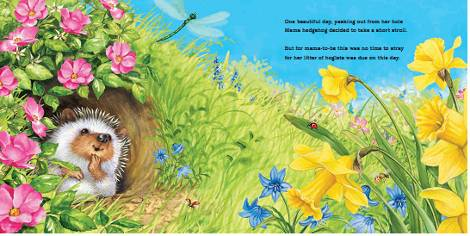 One beautiful day, peeking out from her hole
Mama hedgehog decided to take a short stroll.
But for mama-to-be this was no time to stray
for her litter of hoglets was due on this day.